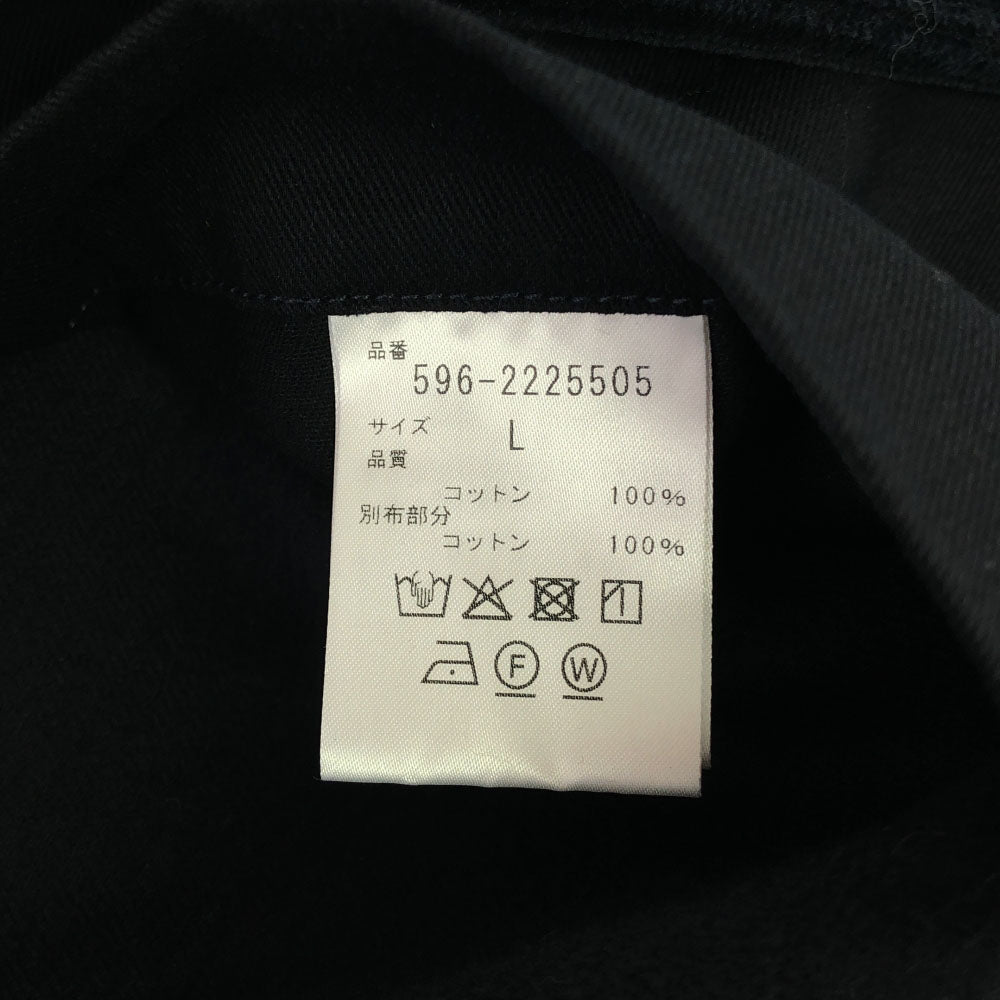 品番
596-2225505
サイズ L
品質
コットン 100%
別布部分
コットン 100%
F W